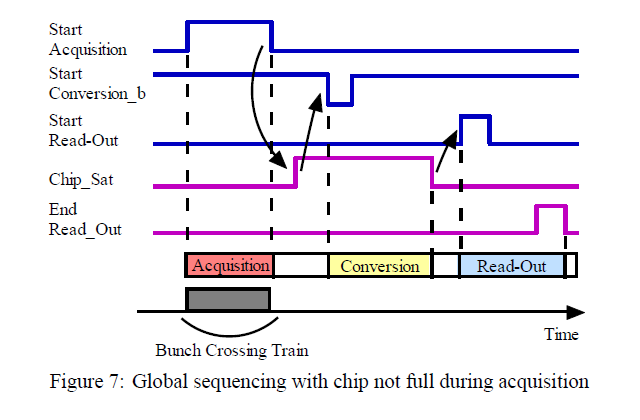 Start
Acquisition
Start
Conversion_b
Start
Read-Out
Chip_Sat
End
Read_Out
Acquisition
Conversion
Read-Out
Time
Bunch Crossing Train
Figure 7: Global sequencing with chip not full during acquisition